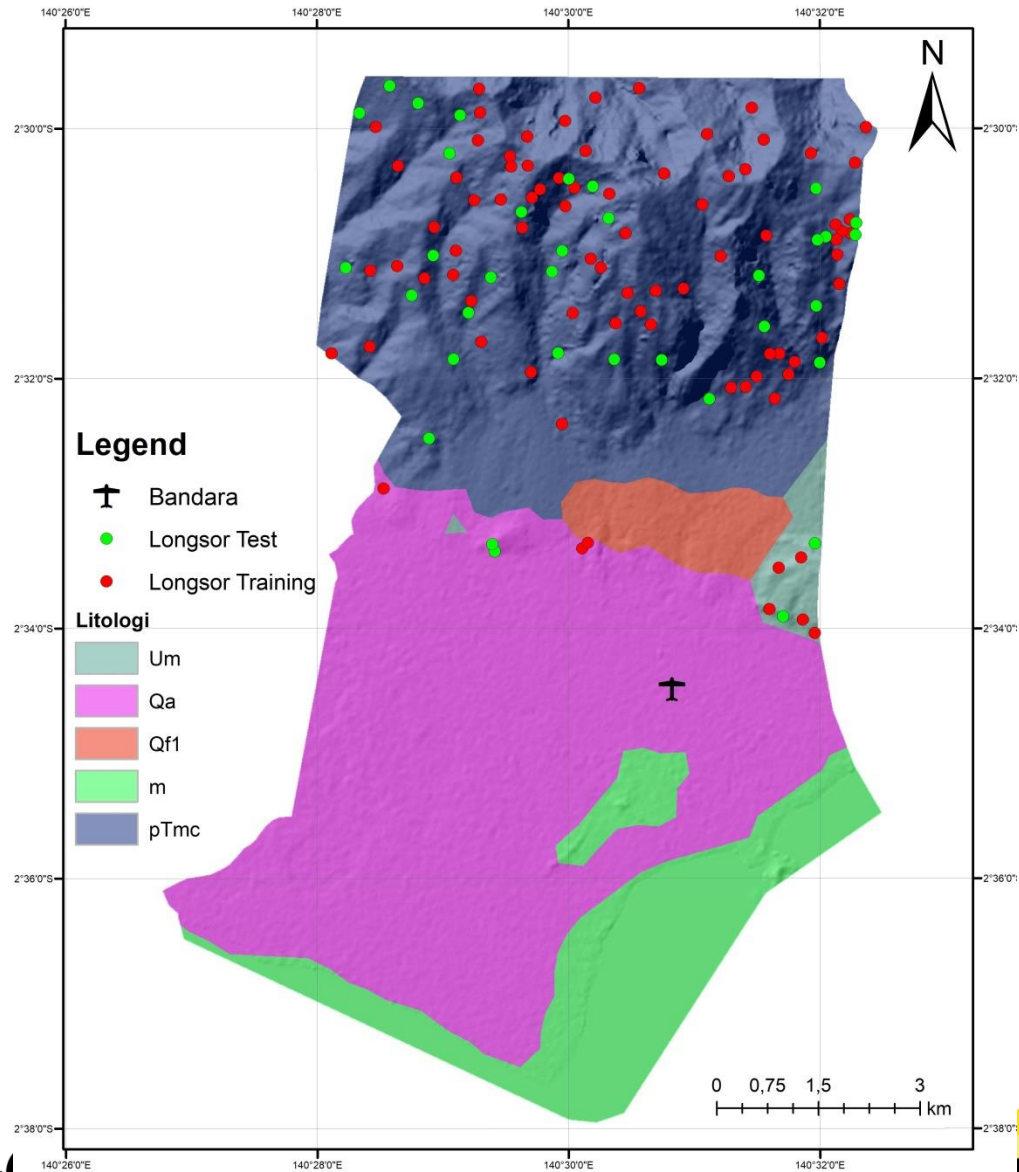 140°26'0"E 140°28'0"E 140°30'0"E 140°32'0"E
N
2°30'0"S 2°30'0"S
2°32'0"S 2°32'0"S
Legend
Bandara
Longsor Test
Longsor Training
Litologi
2°34'0"S 2°34'0"S
Um
Qa
Qf1
m
pTmc
2°36'0"S 2°36'0"S
0 0,75 1,5 3
km
2°38'0"S 2°38'0"S
140°26'0"E 140°28'0"E 140°30'0"E 140°32'0"E